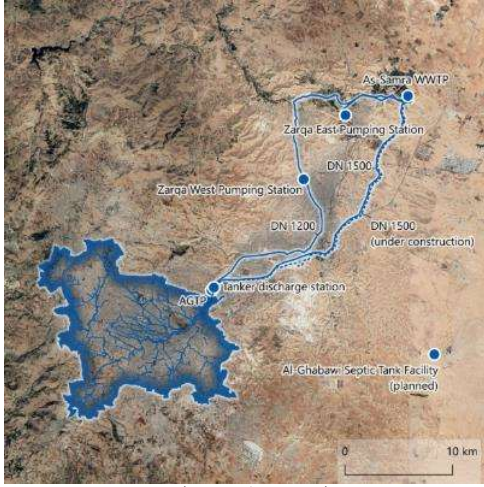 As-Samra WWTP
Zarqa East Pumping Station
DN 1500
Zarqa West Pumping Station
DN 1200
DN 1500
(under construction)
AGTP
Tanker discharge station
Al-Ghabawi Septic Tank Facility
(planned)
0 10 km